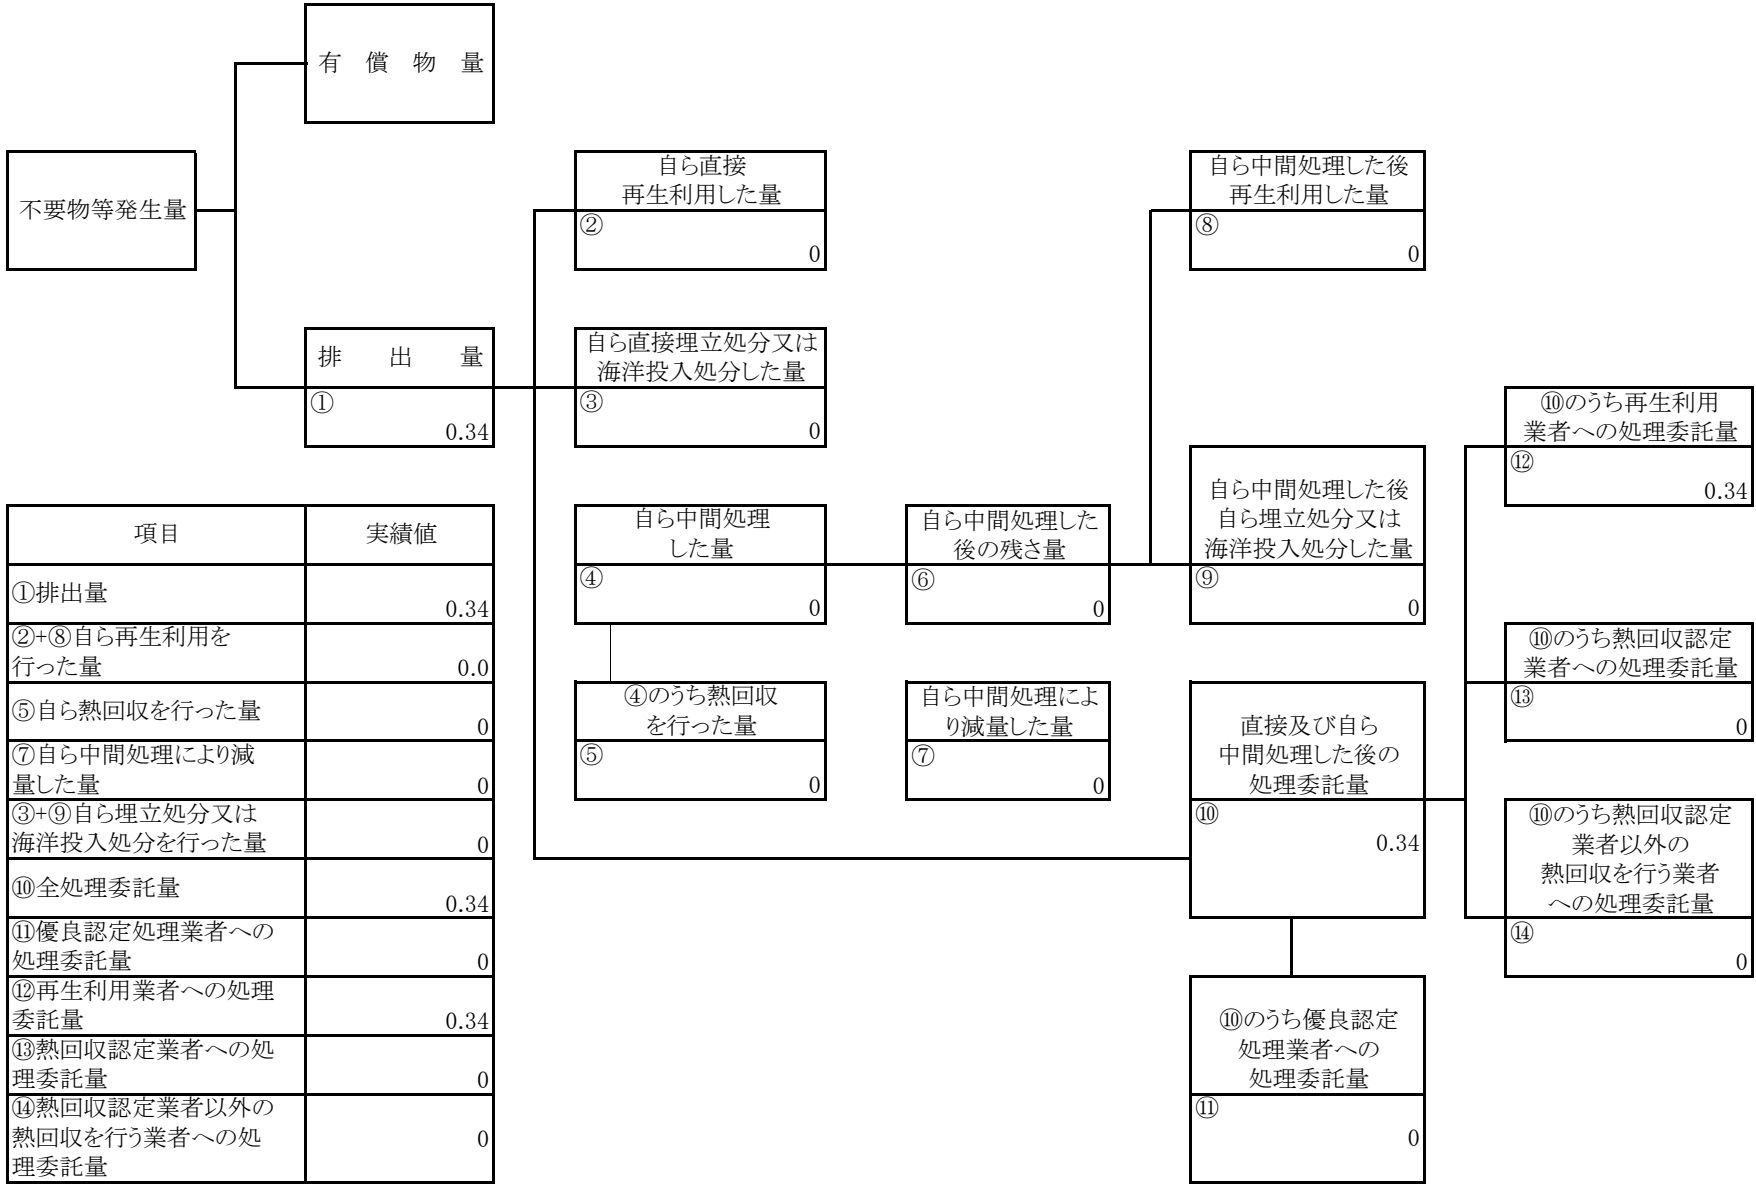 有償物量
不要物等発生量
自ら直接
再生利用した量
②
0
自ら中間処理した後
再生利用した量
⑧
0
排出量
①
0.34
自ら直接埋立処分又は
海洋投入処分した量
③
0
⑩のうち再生利用
業者への処理委託量
⑫
0.34
自ら中間処理
した量
④
0
自ら中間処理した
後の残さ量
⑥
0
自ら中間処理した後
自ら埋立処分又は
海洋投入処分した量
⑨
0
⑩のうち熱回収認定
業者への処理委託量
⑬
0
④のうち熱回収
を行った量
⑤
0
自ら中間処理によ
り減量した量
⑦
0
直接及び自ら
中間処理した後の
処理委託量
⑩
0.34
⑩のうち熱回収認定
業者以外の
熱回収を行う業者
への処理委託量
⑭
0
⑩のうち優良認定
処理業者への
処理委託量
⑪
0
項目 実績値
①排出量
0.34
②+⑧自ら再生利用を
行った量 0.0
⑤自ら熱回収を行った量
0
⑦自ら中間処理により減
量した量 0
③+⑨自ら埋立処分又は
海洋投入処分を行った量 0
⑩全処理委託量
0.34
⑪優良認定処理業者への
処理委託量 0
⑫再生利用業者への処理
委託量 0.34
⑬熱回収認定業者への処
理委託量 0
⑭熱回収認定業者以外の
熱回収を行う業者への処 0
理委託量